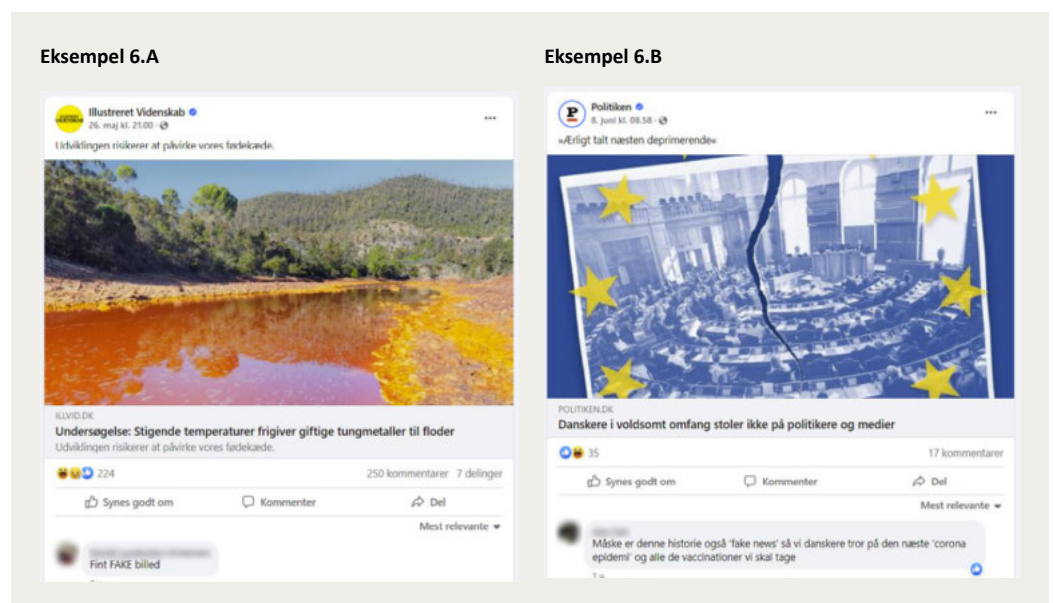 Eksempel 6.A
Illustreret Videnskab
26. maj kl. 21.00 ·
Udviklingen risikerer at påvirke vores fødekæde.
ILLVID.DK
Undersøgelse: Stigende temperaturer frigiver giftige tungmetaller til floder
Udviklingen risikerer at påvirke vores fødekæde.
224
250 kommentarer 7 delinger
Synes godt om Kommenter Del
Mest relevante
Fint FAKE billed
Eksempel 6.B
P
Politiken
8. juni kl. 08.58 ·
»Ærligt talt næsten deprimerende«
POLITIKEN.DK
Danskere i voldsomt omfang stoler ikke på politikere og medier
35
17 kommentarer
Synes godt om Kommenter Del
Mest relevante
Måske er denne historie også 'fake news' så vi danskere tror på den næste 'corona
epidemi' og alle de vaccinationer vi skal tage